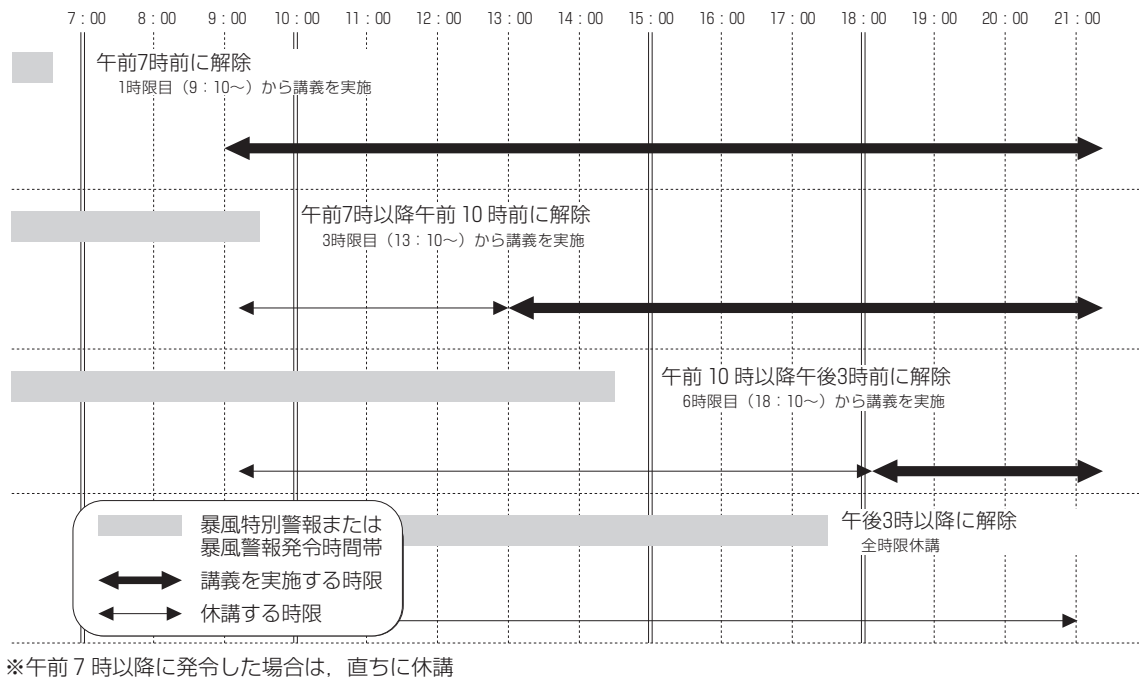 7：00 8：00 9：00 10：00 11：00 12：00 13：00 14：00 15：00 16：00 17：00 18：00 19：00 20：00 21：00
午前7時前に解除
1時限目（9：10〜）から講義を実施
午前7時以降午前 10 時前に解除
3時限目（13：10〜）から講義を実施
午前 10 時以降午後3時前に解除
6時限目（18：10〜）から講義を実施
午後3時以降に解除
全時限休講
暴風特別警報または
暴風警報発令時間帯
講義を実施する時限
休講する時限
※午前 7 時以降に発令した場合は，直ちに休講